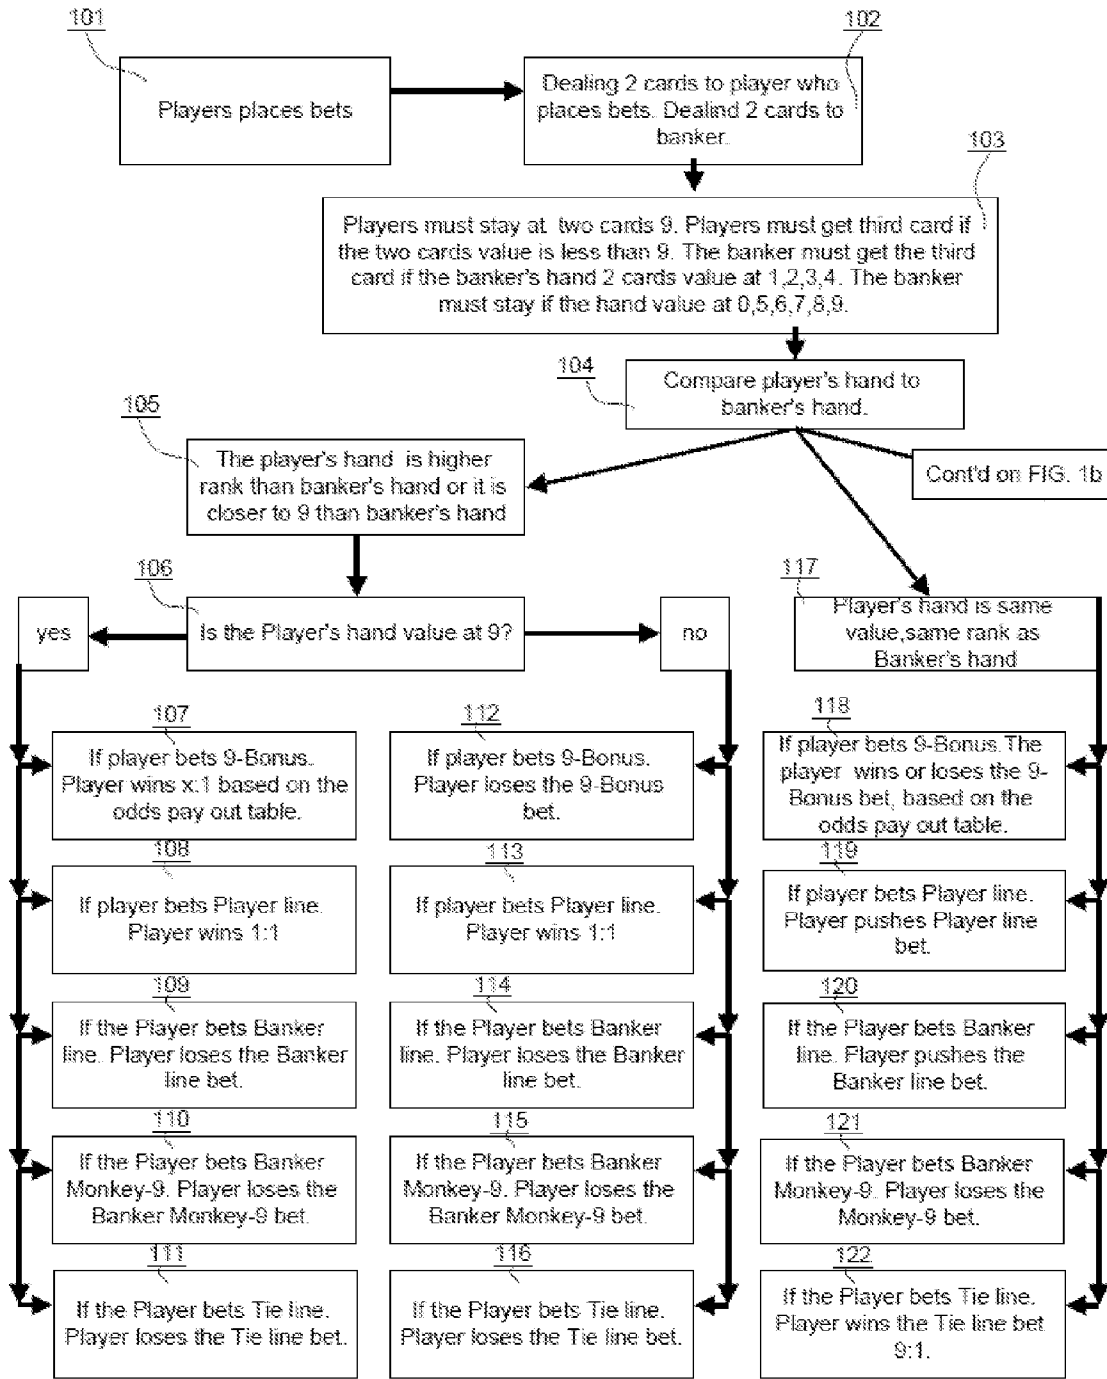 101
Players places bets
102
Dealing 2 cards to player who
places bets. Dealind 2 cards to
banker.
103
Players must stay at two cards 9. Players must get third card if
the two cards value is less than 9. The banker must get the third
card if the banker's hand 2 cards value at 1,2,3,4. The banker
must stay if the hand value at 0,5,6,7,8,9.
104
Compare player's hand to
banker's hand.
105
The player's hand is higher
rank than banker's hand or it is
closer to 9 than banker's hand
Cont'd on FIG. 1b
106
yes
Is the Player's hand value at 9?
no
117
Player's hand is same
value,same rank as
Banker's hand
107
If player bets 9-Bonus.
Player wins x:1 based on the
odds pay out table.
112
If player bets 9-Bonus.
Player loses the 9-Bonus
bet.
118
If player bets 9-Bonus.The
player wins or loses the 9-
Bonus bet, based on the
odds pay out table.
108
If player bets Player line.
Player wins 1:1
113
If player bets Player line.
Player wins 1:1
119
If player bets Player line.
Player pushes Player line
bet.
109
If the Player bets Banker
line. Player loses the Banker
line bet.
114
If the Player bets Banker
line. Player loses the Banker
line bet.
120
If the Player bets Banker
line. Player pushes the
Banker line bet.
110
If the Player bets Banker
Monkey-9. Player loses the
Banker Monkey-9 bet.
115
If the Player bets Banker
Monkey-9. Player loses the
Banker Monkey-9 bet.
121
If the Player bets Banker
Monkey-9. Player loses the
Monkey-9 bet.
111
If the Player bets Tie line.
Player loses the Tie line bet.
116
If the Player bets Tie line.
Player loses the Tie line bet.
122
If the Player bets Tie line.
Player wins the Tie line bet
9:1.